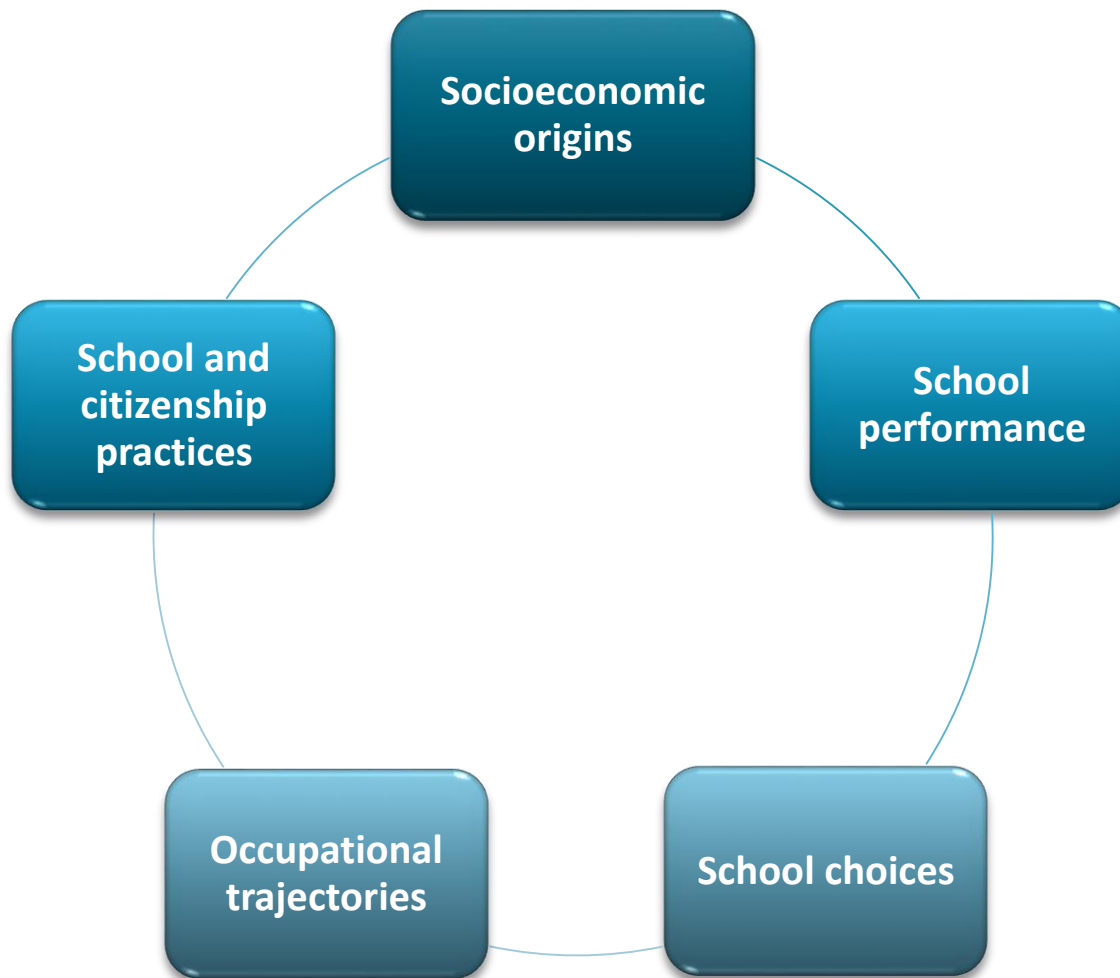 Socioeconomic
origins
School and
citizenship
practices
School
performance
Occupational
trajectories
School choices